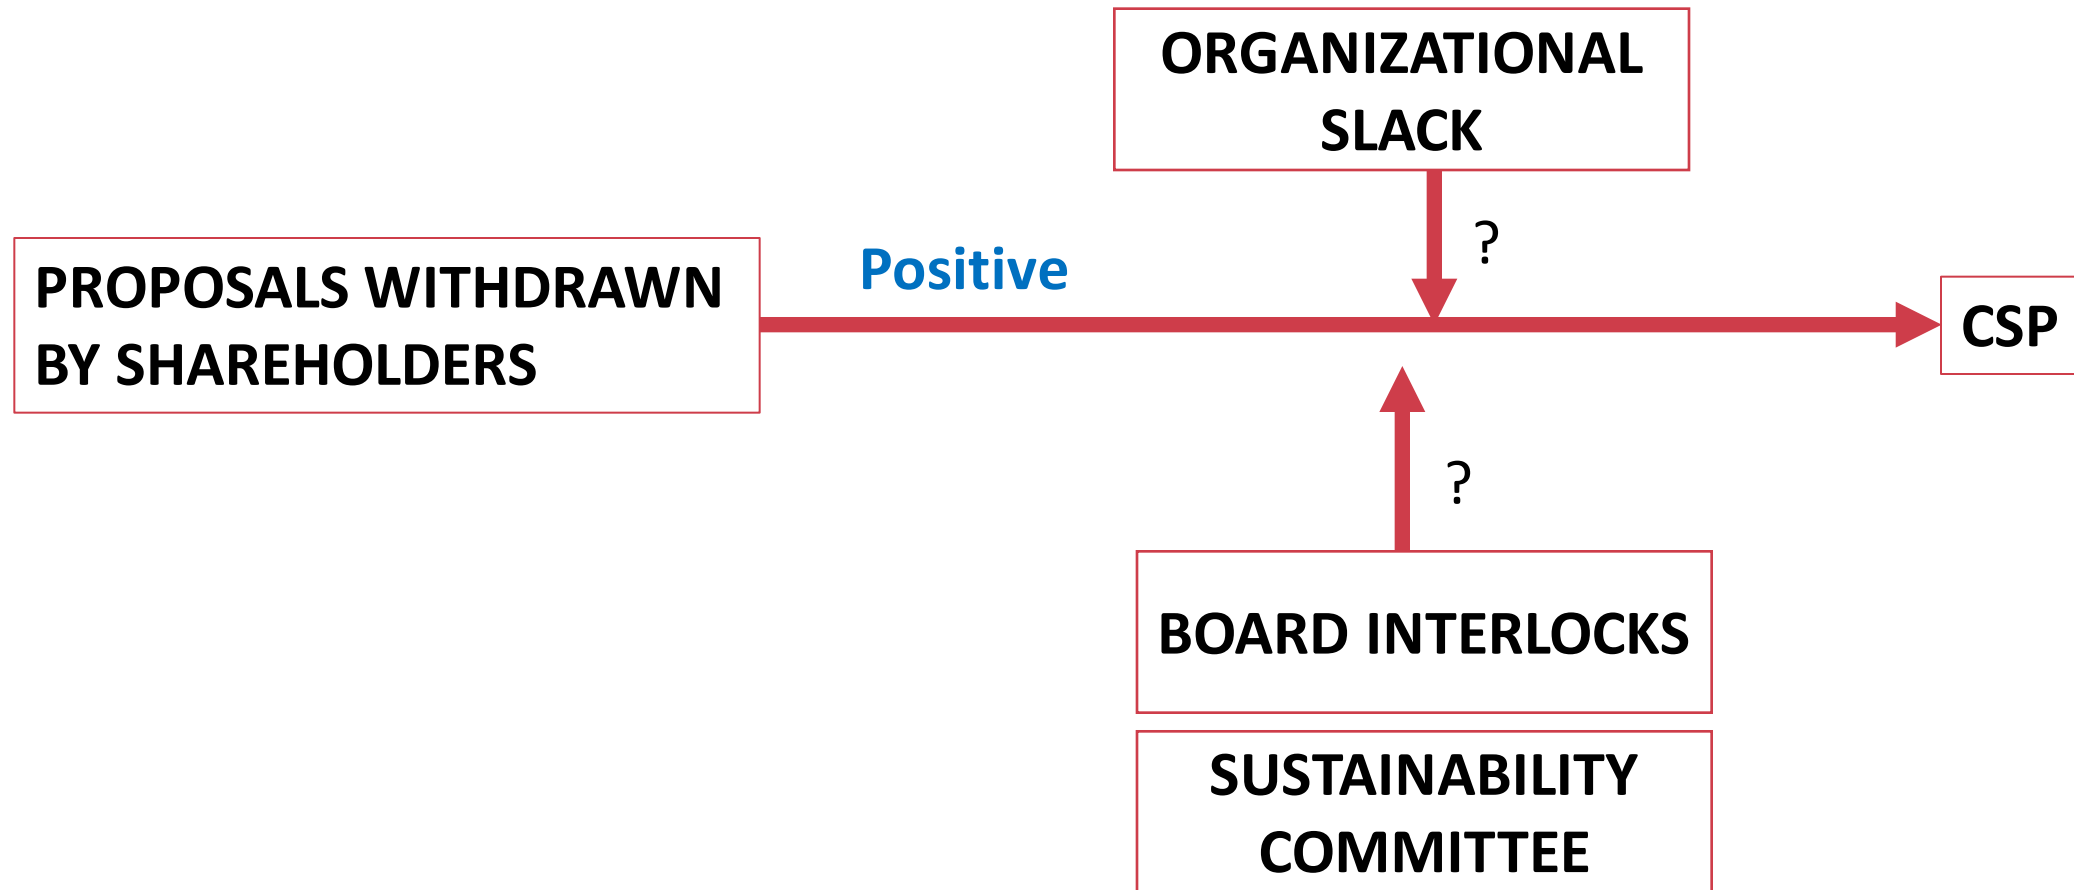 ORGANIZATIONAL
SLACK
?
Positive
PROPOSALS WITHDRAWN
BY SHAREHOLDERS
CSP
?
BOARD INTERLOCKS
SUSTAINABILITY
COMMITTEE